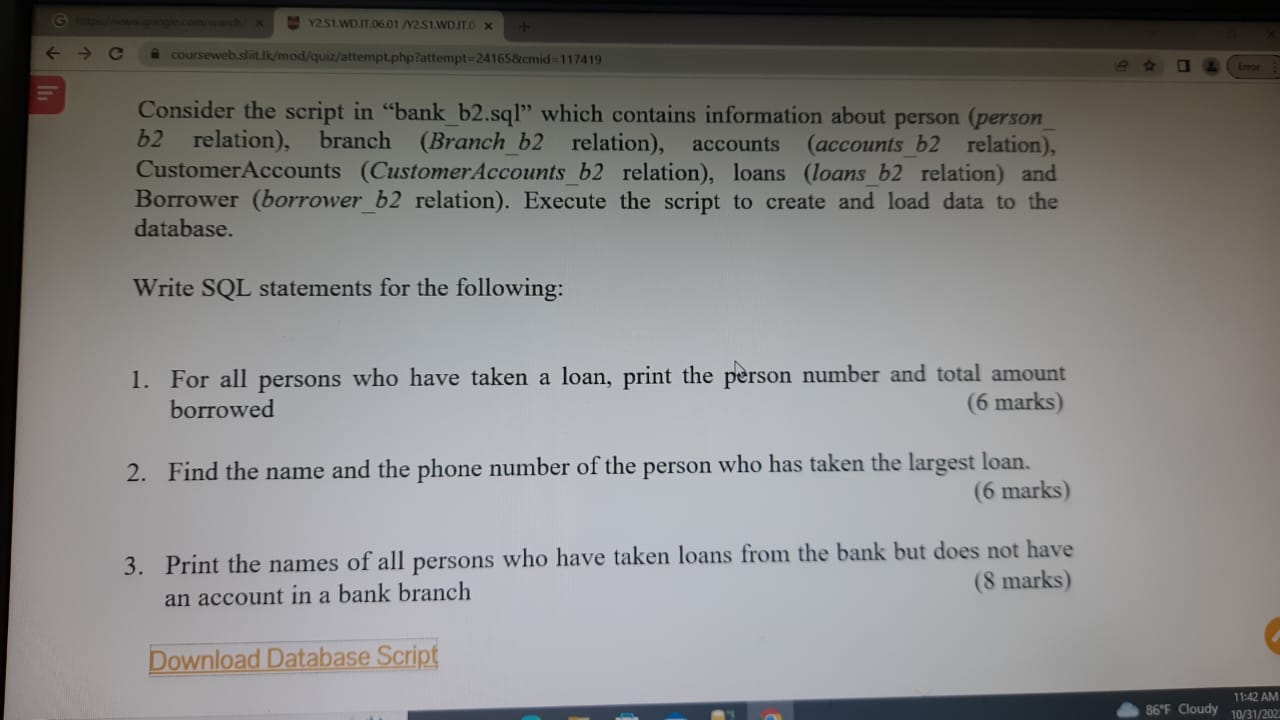 Y2.S1.WD.IT.06.01 /Y2.S1.WD.IT.0
courseweb.sliit.lk/mod/quiz/attempt.php?attempt=24165&cmid=117419
Error
Consider the script in “bank_b2.sql” which contains information about person (person_
b2 relation), branch (Branch_b2 relation), accounts (accounts_b2 relation),
CustomerAccounts (CustomerAccounts_b2 relation), loans (loans_b2 relation) and
Borrower (borrower_b2 relation). Execute the script to create and load data to the
database.
Write SQL statements for the following:
1. For all persons who have taken a loan, print the person number and total amount
borrowed (6 marks)
2. Find the name and the phone number of the person who has taken the largest loan.
(6 marks)
3. Print the names of all persons who have taken loans from the bank but does not have
an account in a bank branch (8 marks)
Download Database Script
11:42 AM
86°F Cloudy
10/31/202